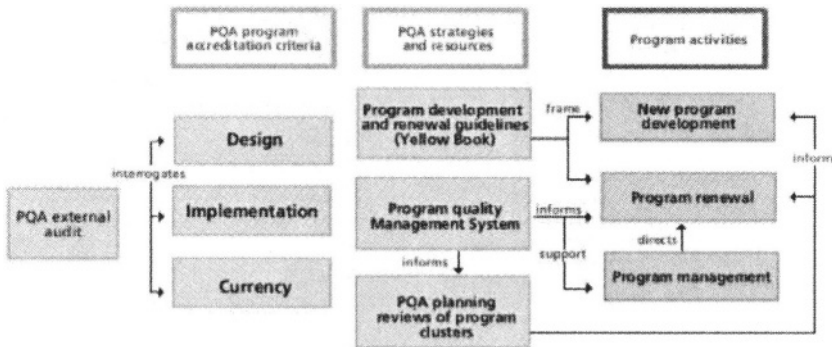 PQA program
accreditation criteria
PQA strategies
and resources
Program activities
Program development
and renewal guidelines
(Yellow Book)
frame
New program
development
Design
interrogates
inform
PQA external
audit
Implementation
Program quality
Management System
informs
Program renewal
support
directs
informs
Currency
Program management
PQA planning
reviews of program
clusters